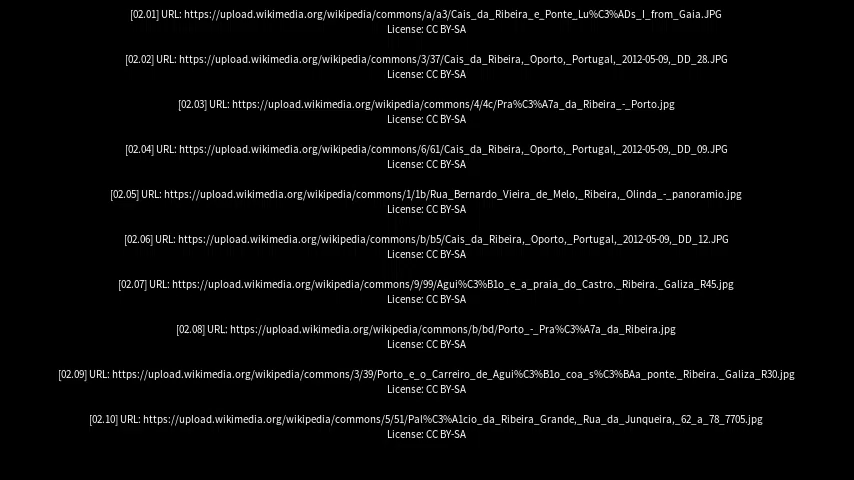 [02.01] URL: https://upload.wikimedia.org/wikipedia/commons/a/a3/Cais_da_Ribeira_e_Ponte_Lu%C3%ADs_I_from_Gaia.JPG
License: CC BY-SA
[02.02] URL: https://upload.wikimedia.org/wikipedia/commons/3/37/Cais_da_Ribeira,_Oporto,_Portugal,_2012-05-09,_DD_28.JPG
License: CC BY-SA
[02.03] URL: https://upload.wikimedia.org/wikipedia/commons/4/4c/Pra%C3%A7a_da_Ribeira_-_Porto.jpg
License: CC BY-SA
[02.04] URL: https://upload.wikimedia.org/wikipedia/commons/6/61/Cais_da_Ribeira,_Oporto,_Portugal,_2012-05-09,_DD_09.JPG
License: CC BY-SA
[02.05] URL: https://upload.wikimedia.org/wikipedia/commons/1/1b/Rua_Bernardo_Vieira_de_Melo,_Ribeira,_Olinda_-_panoramio.jpg
License: CC BY-SA
[02.06] URL: https://upload.wikimedia.org/wikipedia/commons/b/b5/Cais_da_Ribeira,_Oporto,_Portugal,_2012-05-09,_DD_12.JPG
License: CC BY-SA
[02.07] URL: https://upload.wikimedia.org/wikipedia/commons/9/99/Agui%C3%B1o_e_a_praia_do_Castro._Ribeira._Galiza_R45.jpg
License: CC BY-SA
[02.08] URL: https://upload.wikimedia.org/wikipedia/commons/b/bd/Porto_-_Pra%C3%A7a_da_Ribeira.jpg
License: CC BY-SA
[02.09] URL: https://upload.wikimedia.org/wikipedia/commons/3/39/Porto_e_o_Carreiro_de_Agui%C3%B1o_coa_s%C3%BAa_ponte._Ribeira._Galiza_R30.jpg
License: CC BY-SA
[02.10] URL: https://upload.wikimedia.org/wikipedia/commons/5/51/Pal%C3%A1cio_da_Ribeira_Grande,_Rua_da_Junqueira,_62_a_78_7705.jpg
License: CC BY-SA